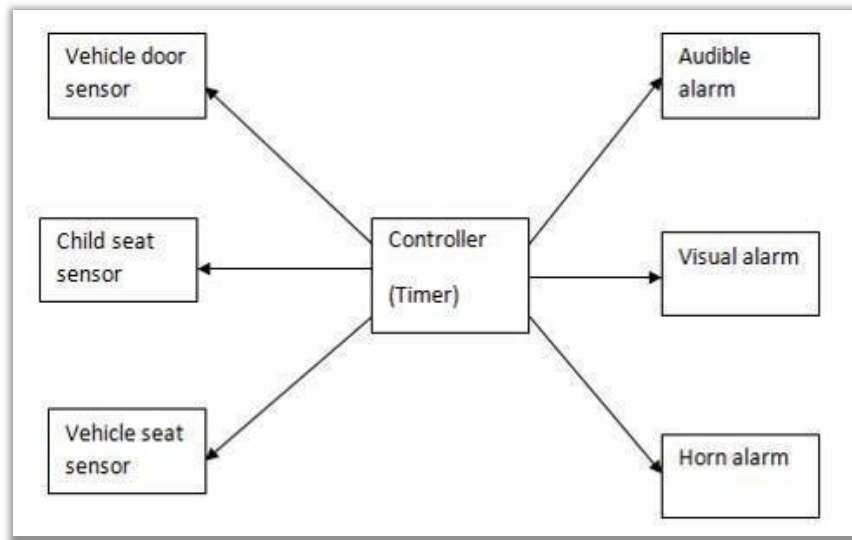 Vehicle door
sensor
Audible
alarm
Child seat
sensor
Controller
(Timer)
Visual alarm
Vehicle seat
sensor
Horn alarm